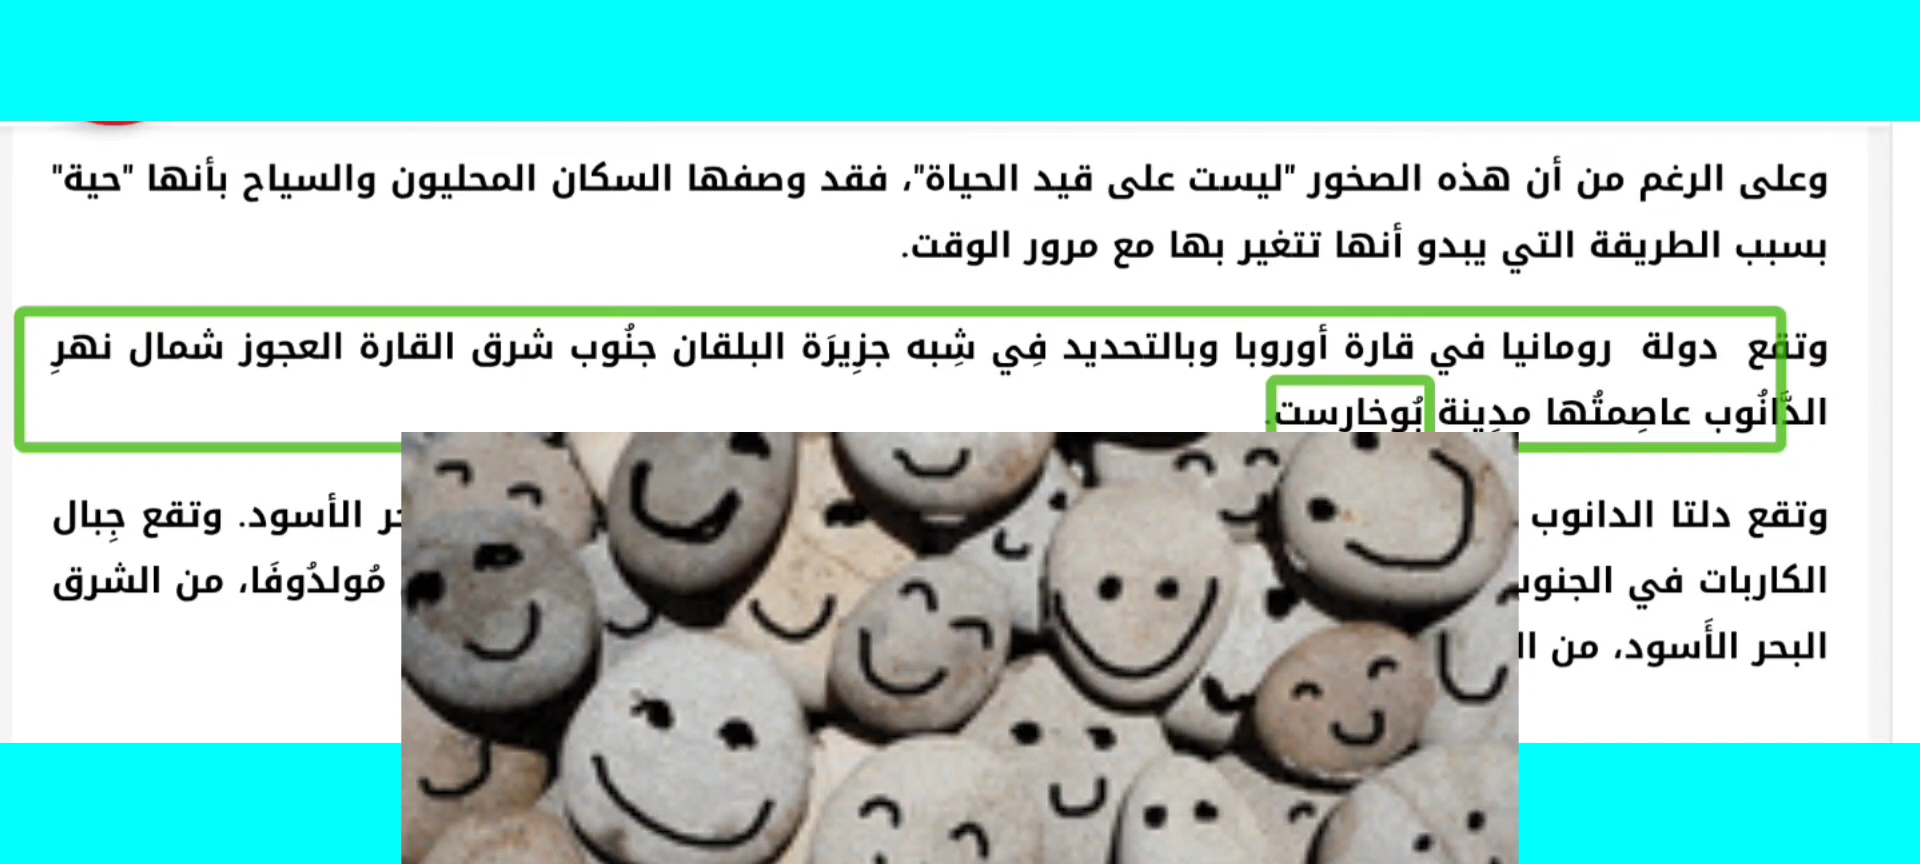 وعلى الرغم من أن هذه الصخور "ليست على قيد الحياة"، فقد وصفها السكان المحليون والسياح بأنها "حية"
بسبب الطريقة التي يبدو أنها تتغير بها مع مرور الوقت.
وتقع دولة رومانيا في قارة أوروبا وبالتحديد فِي شِبه جزِيرَة البلقان جنُوب شرق القارة العجوز شمال نهرِ
الدَّانُوب عاصِمتُها مدِينة بُوخارست.
وتقع دلتا الدانوب الأسود. وتقع جِبال
الكاربات في مُولدُوفَا، من الشرق
البحر الأَسود، من